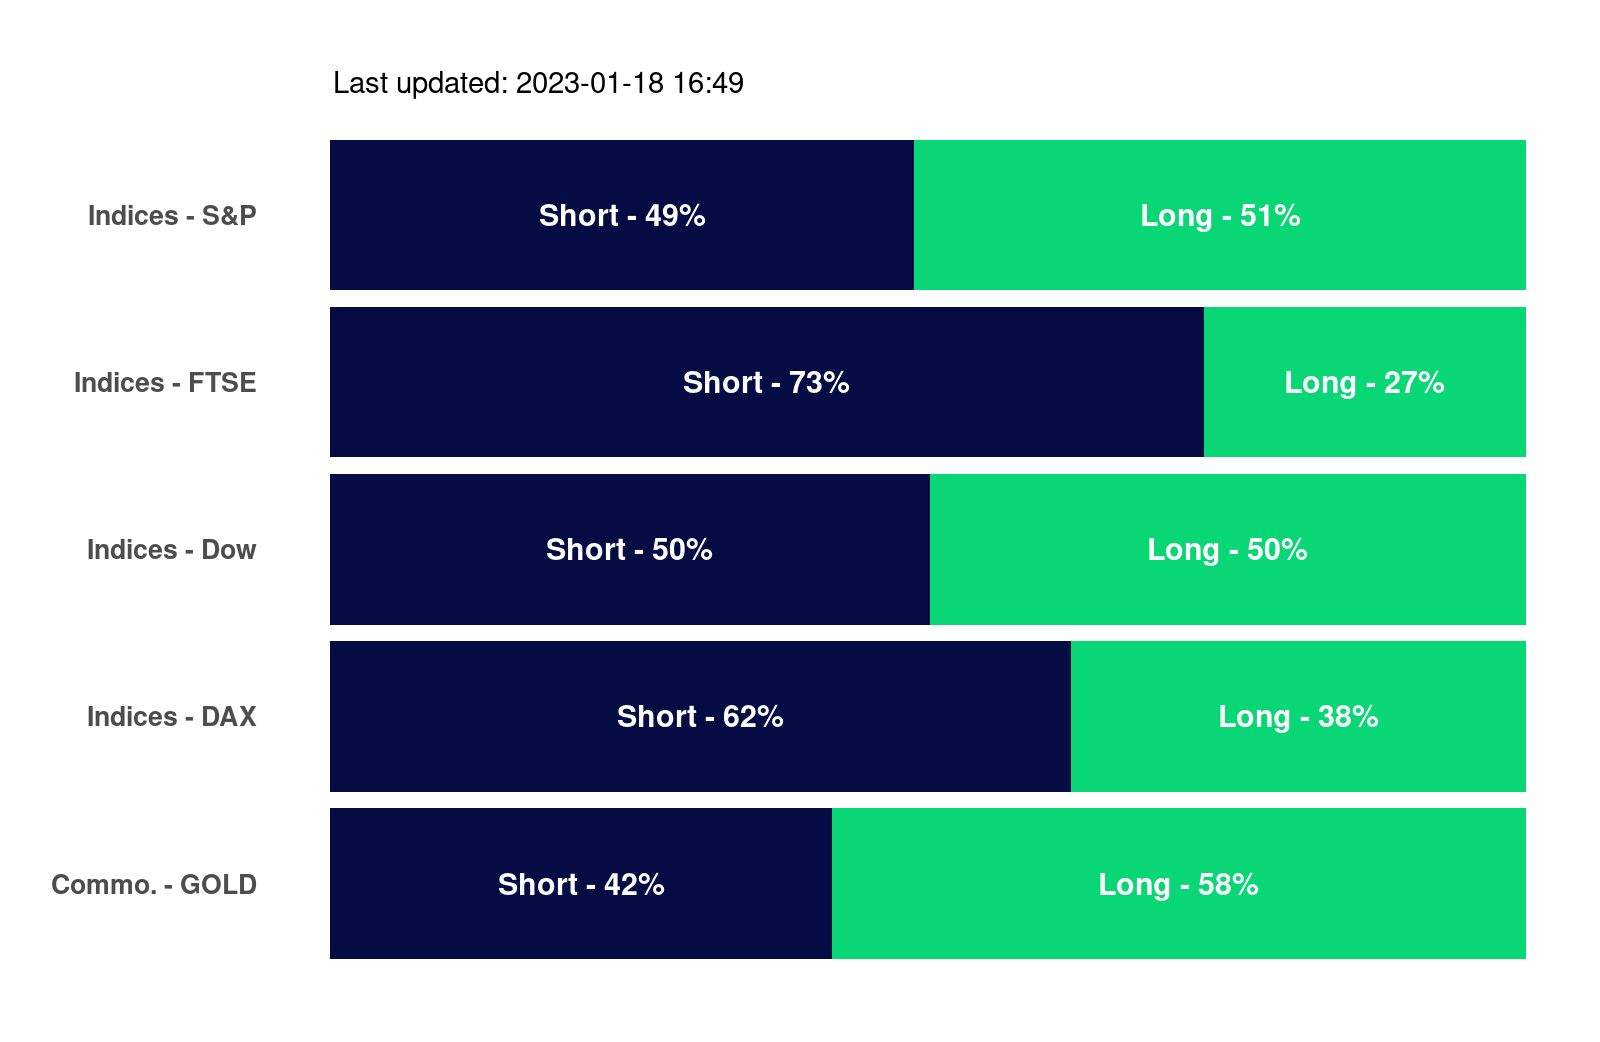 Last updated: 2023-01-18 16:49
Indices - S&P Short - 49% Long - 51%
Indices - FTSE Short - 73% Long - 27%
Indices - Dow Short - 50% Long - 50%
Indices - DAX Short - 62% Long - 38%
Commo. - GOLD Short - 42% Long - 58%